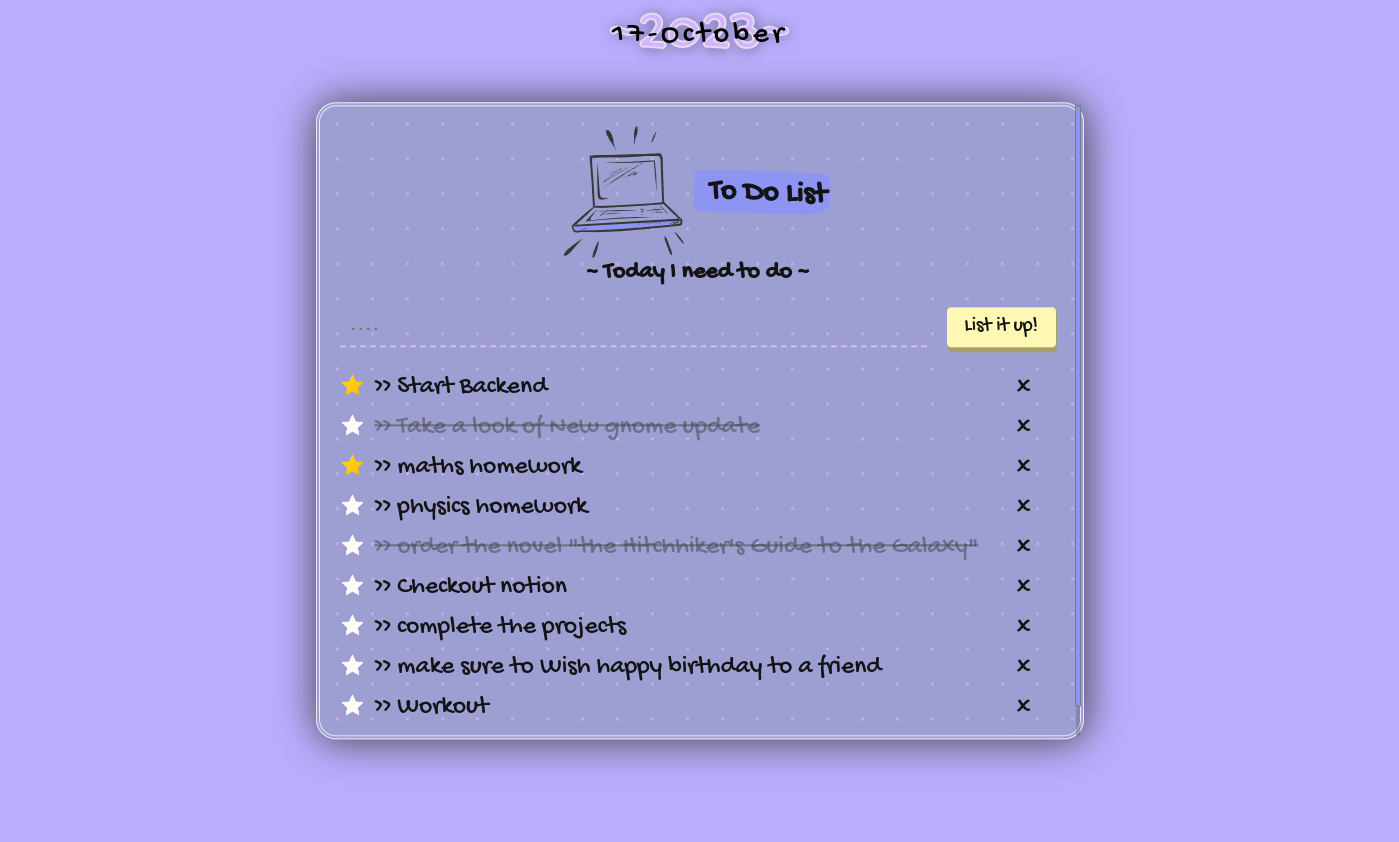 2023
17-October
To Do List
~ Today I need to do ~
....
List it up!
>> Start Backend x
>> Take a look of New gnome update x
>> maths homework x
>> physics homework x
>> order the novel "the Hitchhiker's Guide to the Galaxy" x
>> Checkout notion x
>> complete the projects x
>> make sure to Wish happy birthday to a friend x
>> Workout x